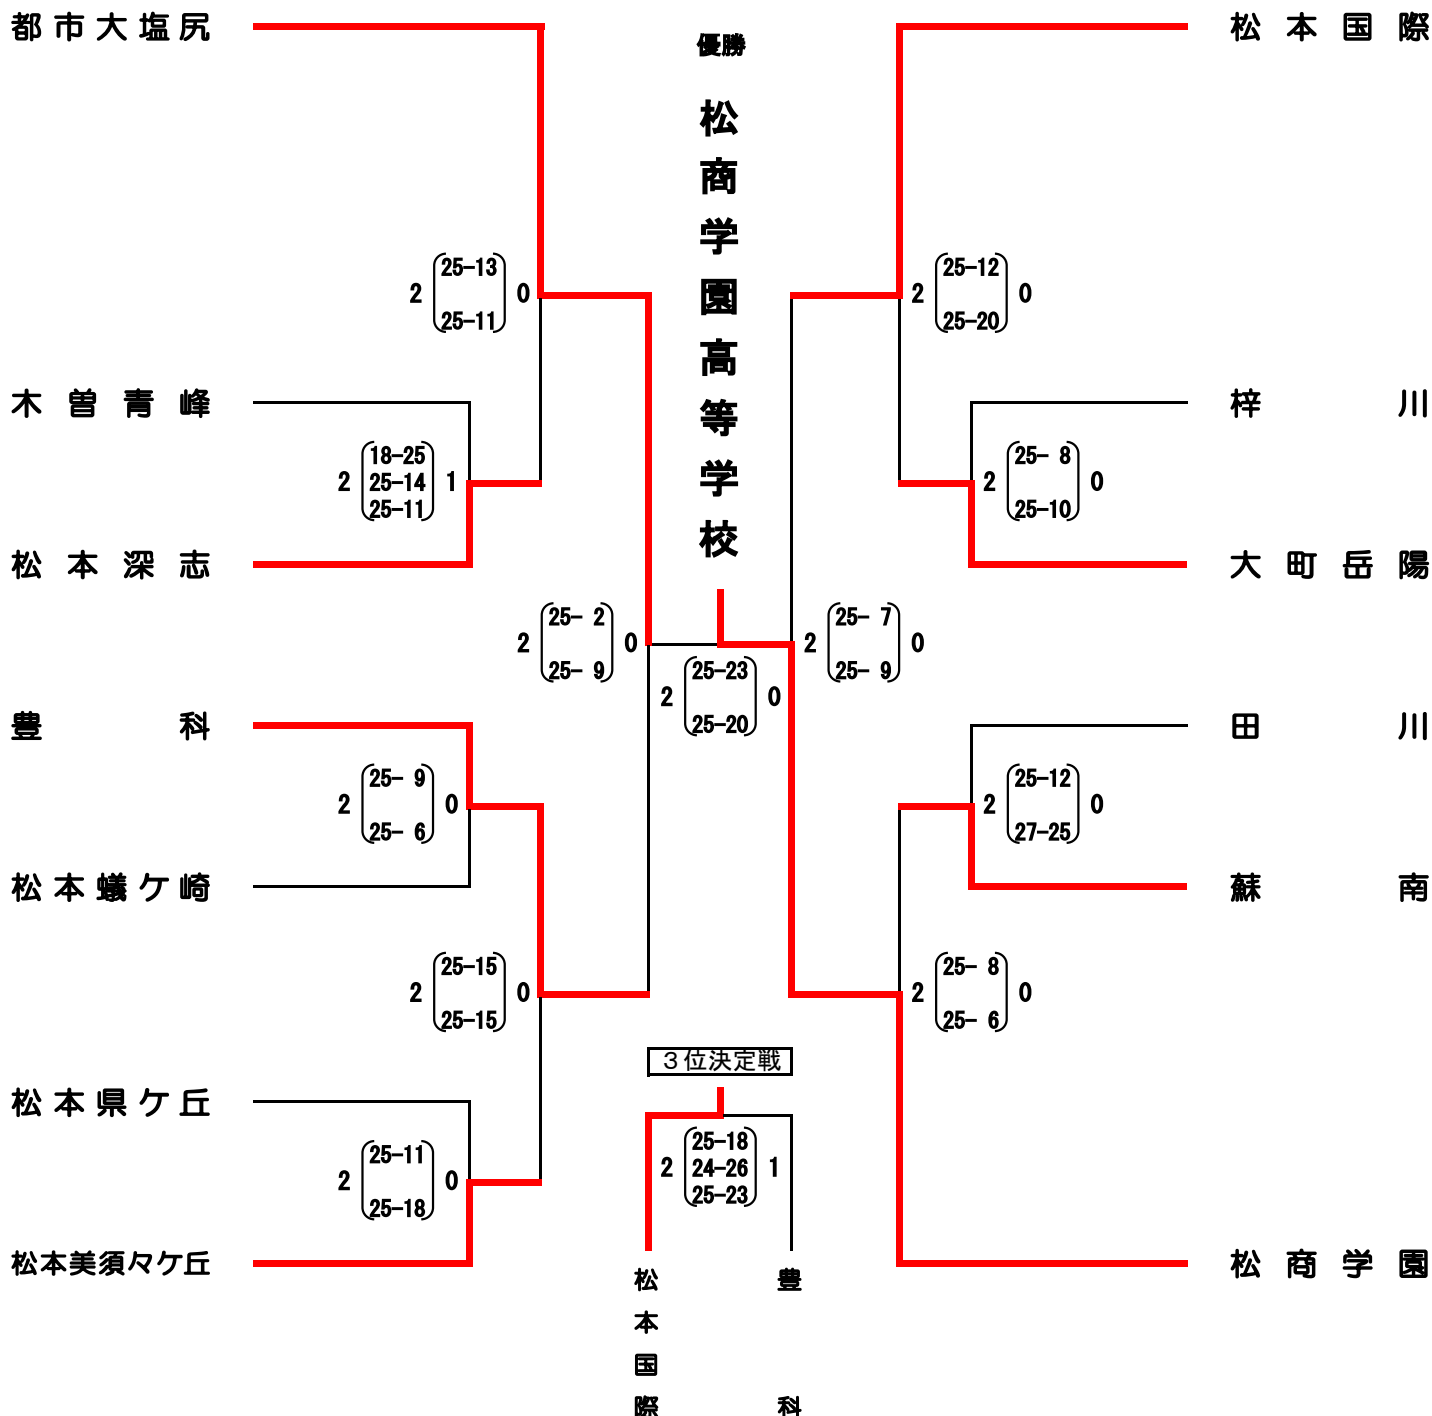 都市大塩尻
優勝
松本国際
松商学園高等学校
25-13
2 0
25-11
25-12
2 0
25-20
木曽青峰
梓川
18-25
2 25-14 1
25-11
25- 8
2 0
25-10
松本深志
大町岳陽
25- 2
2 0
25- 9
25- 7
2 0
25- 9
25-23
2 0
25-20
豊科
田川
25- 9
2 0
25- 6
25-12
2 0
27-25
松本蟻ケ崎
蘇南
25-15
2 0
25-15
25- 8
2 0
25- 6
3位決定戦
松本県ケ丘
25-11
2 0
25-18
25-18
2 24-26 1
25-23
松本美須々ケ丘
松商学園
松本国際
豊科